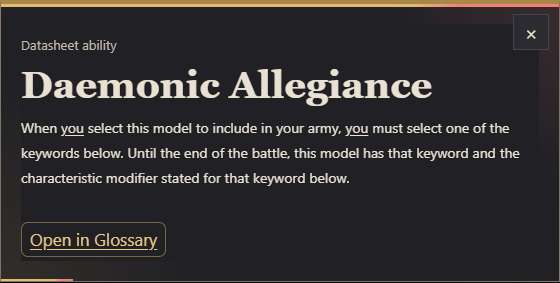 Datasheet ability
×
Daemonic Allegiance
When you select this model to include in your army, you must select one of the
keywords below. Until the end of the battle, this model has that keyword and the
characteristic modifier stated for that keyword below.
Open in Glossary